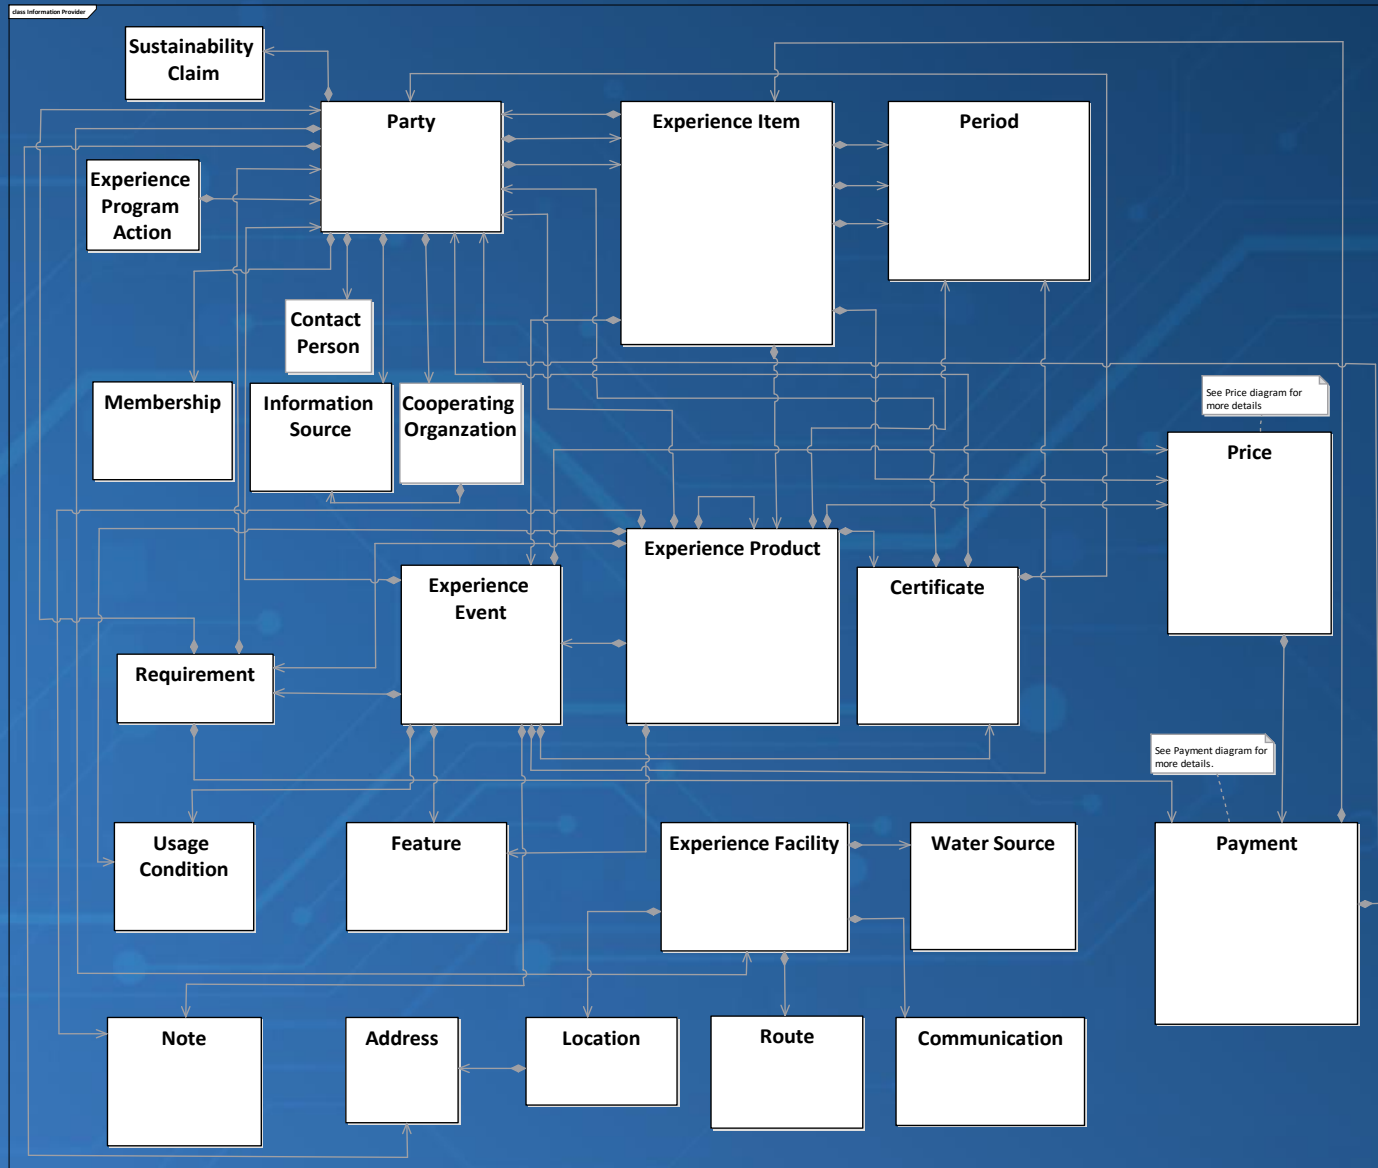 class Information Provider
Sustainability
Claim
Party
Experience Item
Period
Experience
Program
Action
Contact
Person
Membership
Information
Source
Cooperating
Organzation
See Price diagram for
more details
Price
Experience Product
Experience
Event
Certificate
Requirement
See Payment diagram for
more details.
Usage
Condition
Feature
Experience Facility
Water Source
Payment
Note
Address
Location
Route
Communication